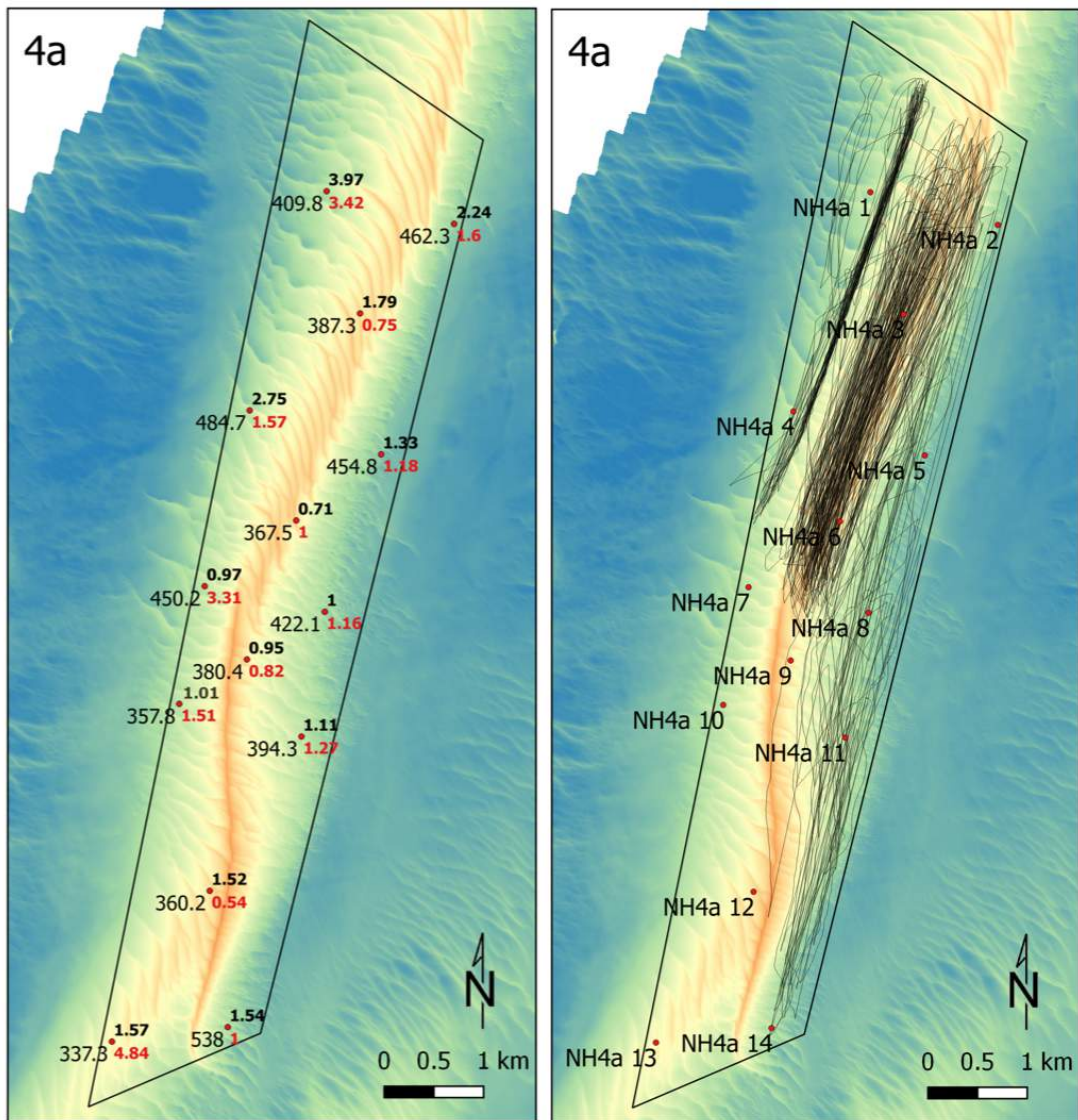 4a
3.97
409.8 3.42
2.24
462.3 1.6
1.79
387.3 0.75
2.75
484.7 1.57
1.33
454.8 1.18
0.71
367.5 1
0.97
450.2 3.31
1
422.1 1.16
0.95
380.4 0.82
1.01
357.8 1.51
1.11
394.3 1.27
1.52
360.2 0.54
1.54
538 1
1.57
337.3 4.84
N
0 0.5 1 km
4a
NH4a 1
NH4a 2
NH4a 3
NH4a 4
NH4a 5
NH4a 6
NH4a 7
NH4a 8
NH4a 9
NH4a 10
NH4a 11
NH4a 12
NH4a 13
NH4a 14
N
0 0.5 1 km